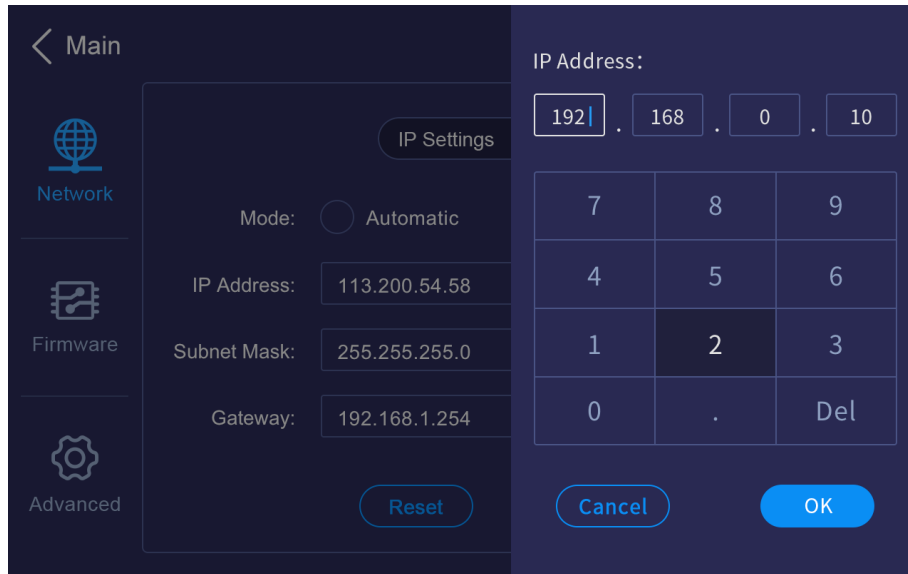 Main
Network
Firmware
Advanced
IP Settings
Mode: Automatic
IP Address: 113.200.54.58
Subnet Mask: 255.255.255.0
Gateway: 192.168.1.254
Reset
IP Address:
192 . 168 . 0 . 10
7 8 9
4 5 6
1 2 3
0 . Del
Cancel OK